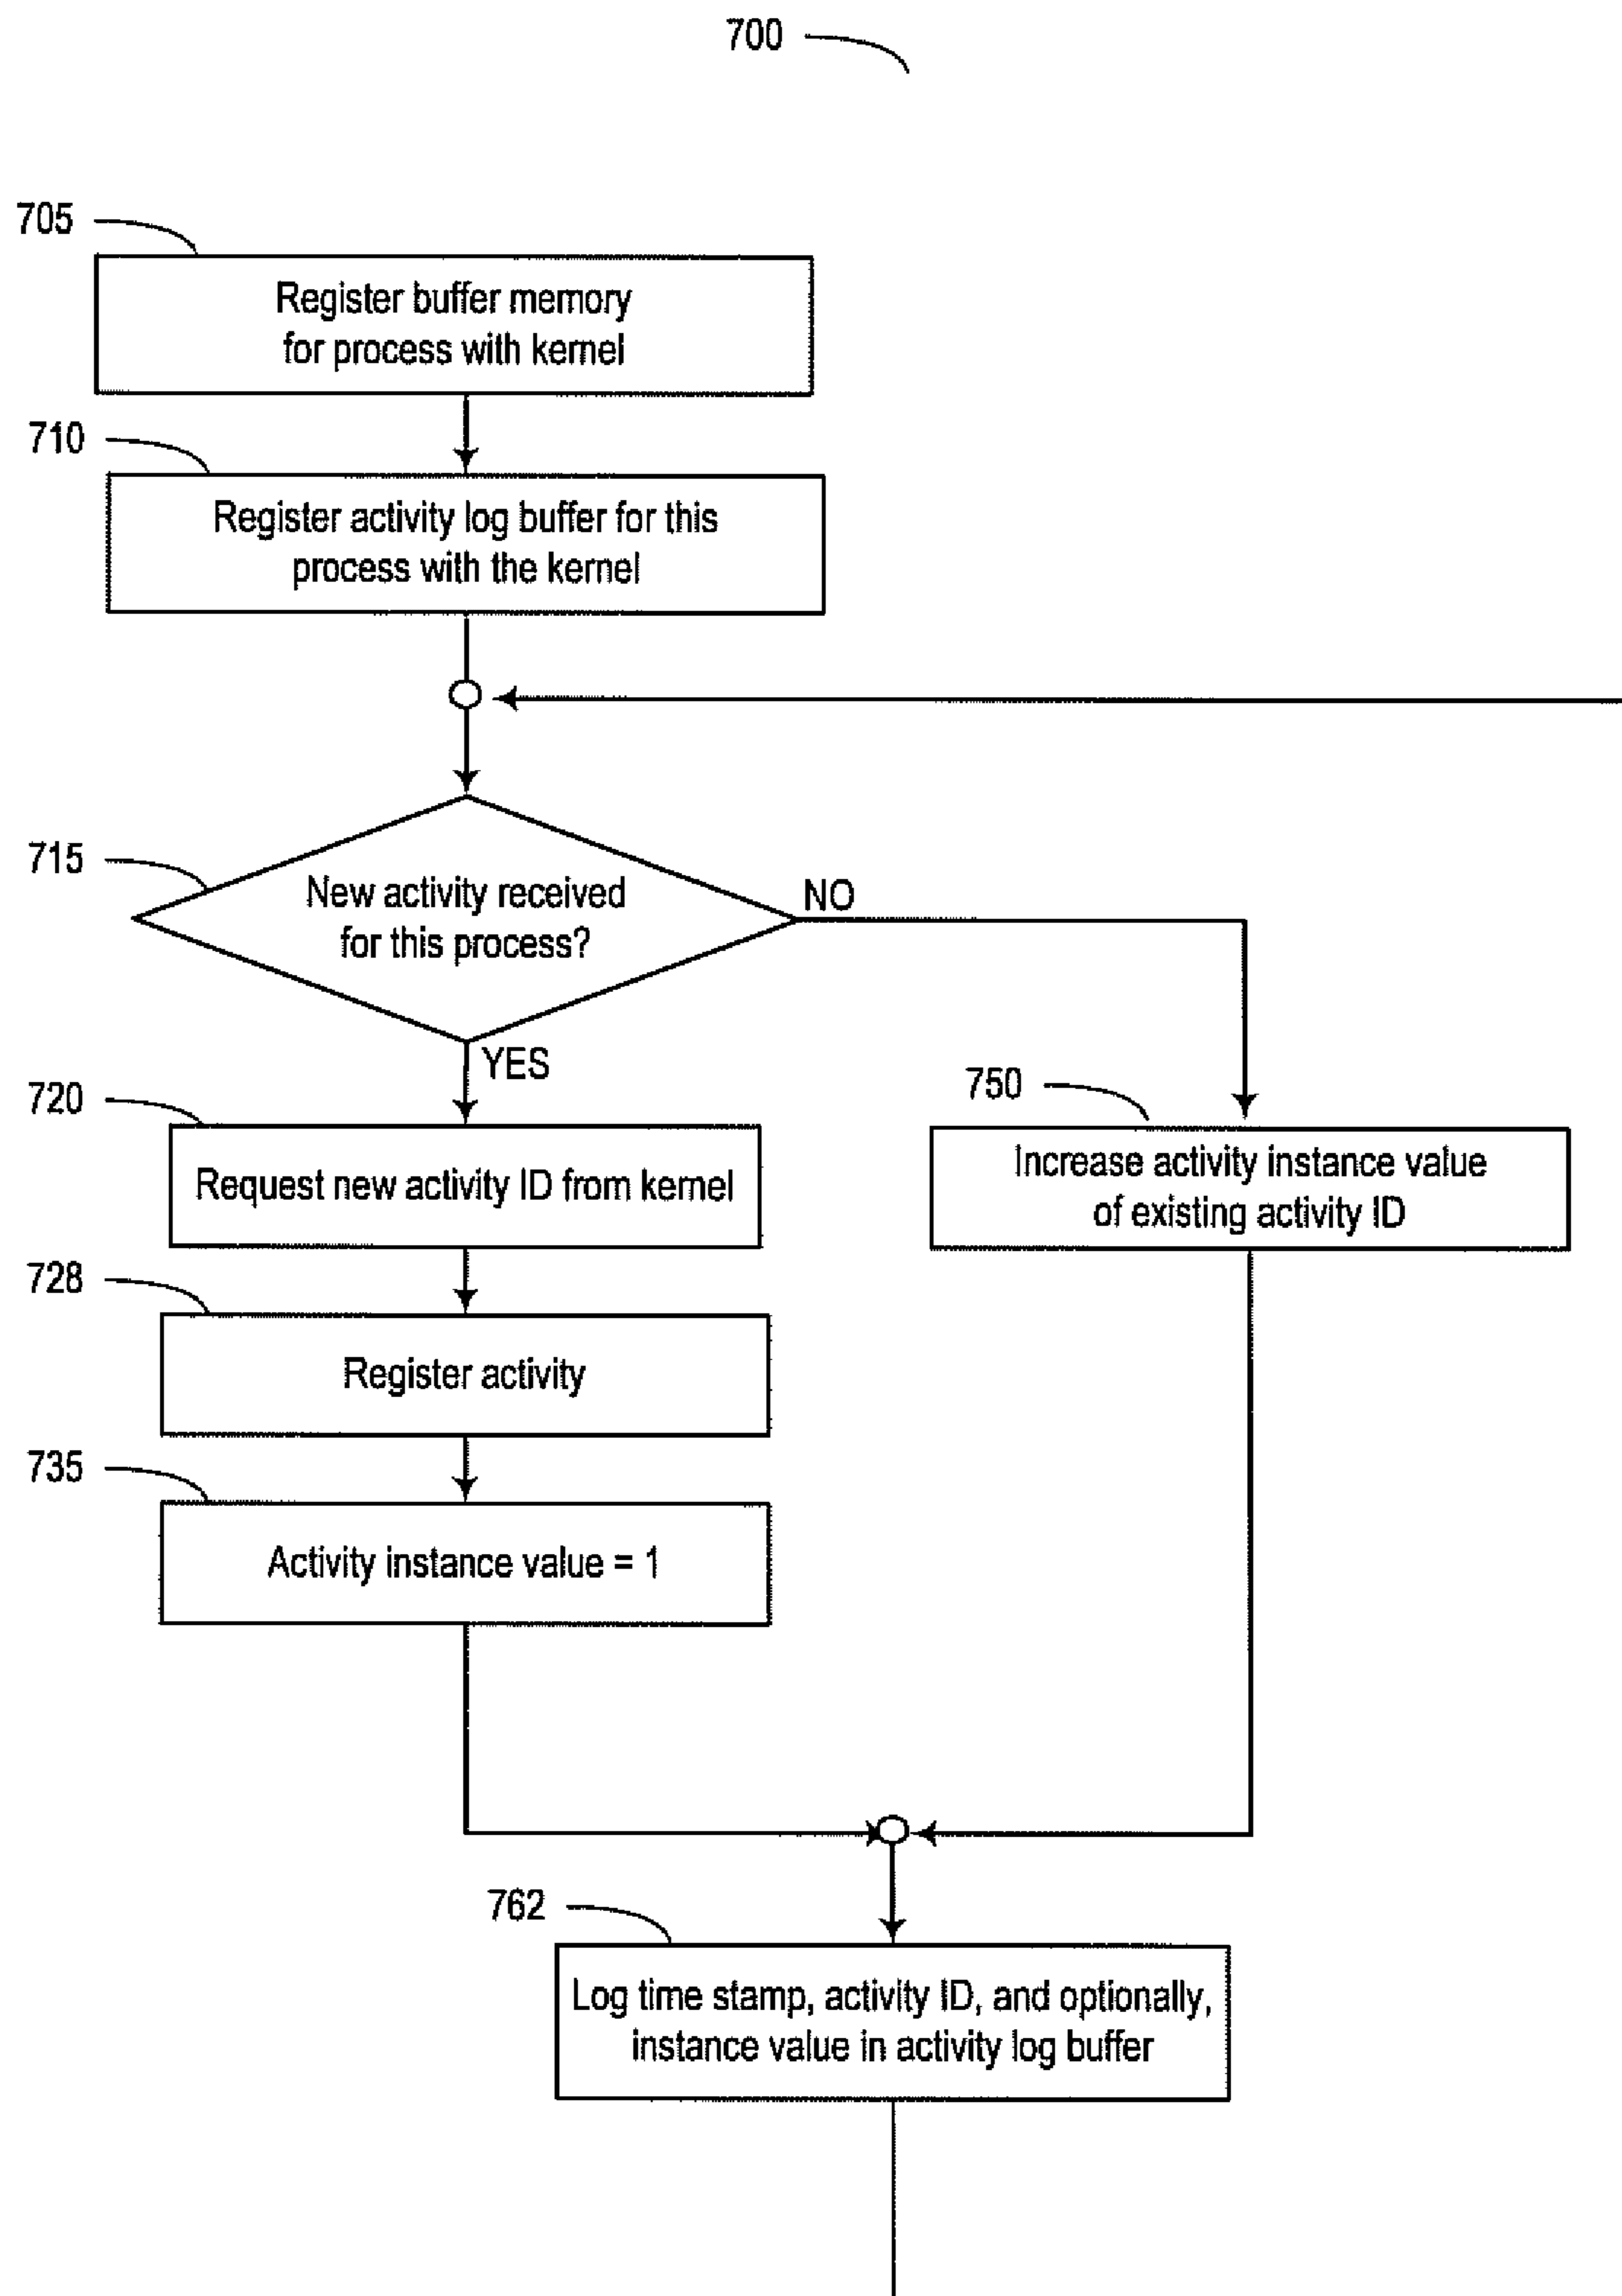 700
705
Register buffer memory
for process with kernel
710
Register activity log buffer for this
process with the kernel
715
New activity received
for this process?
NO
YES
720
Request new activity ID from kernel
750
Increase activity instance value
of existing activity ID
728
Register activity
735
Activity instance value = 1
762
Log time stamp, activity ID, and optionally,
instance value in activity log buffer